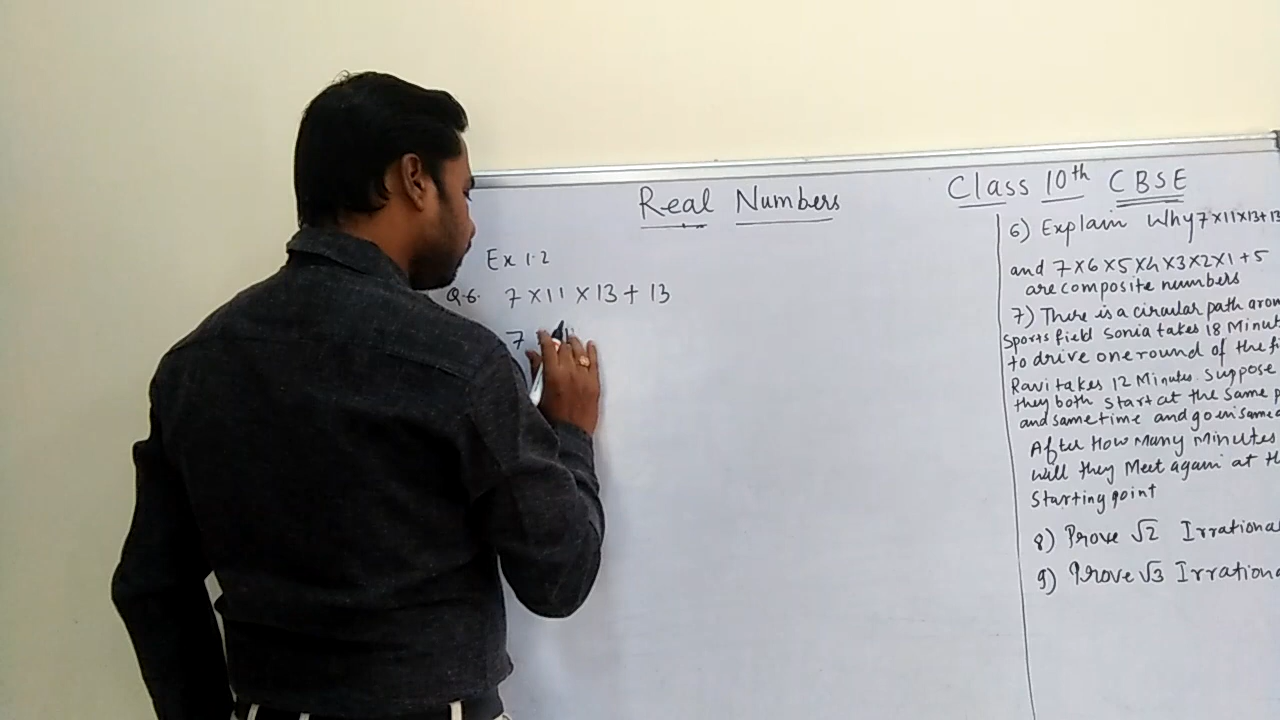 Real Numbers
Class 10th CBSE
Ex 1.2
Q.6. 7 × 11 × 13 + 13
7
6) Explain Why 7×11×13+13
and 7×6×5×4×3×2×1+5
are composite numbers
7) There is a circular path
Sports field Sonia takes 18 Minut
to drive one round of the fi
Ravi takes 12 Minutes. Suppose
they both start at the same p
and same time and go in same
After How Many Minutes
will they Meet again at th
Starting point
8) Prove √2 Irrationa
9) Prove √3 Irration